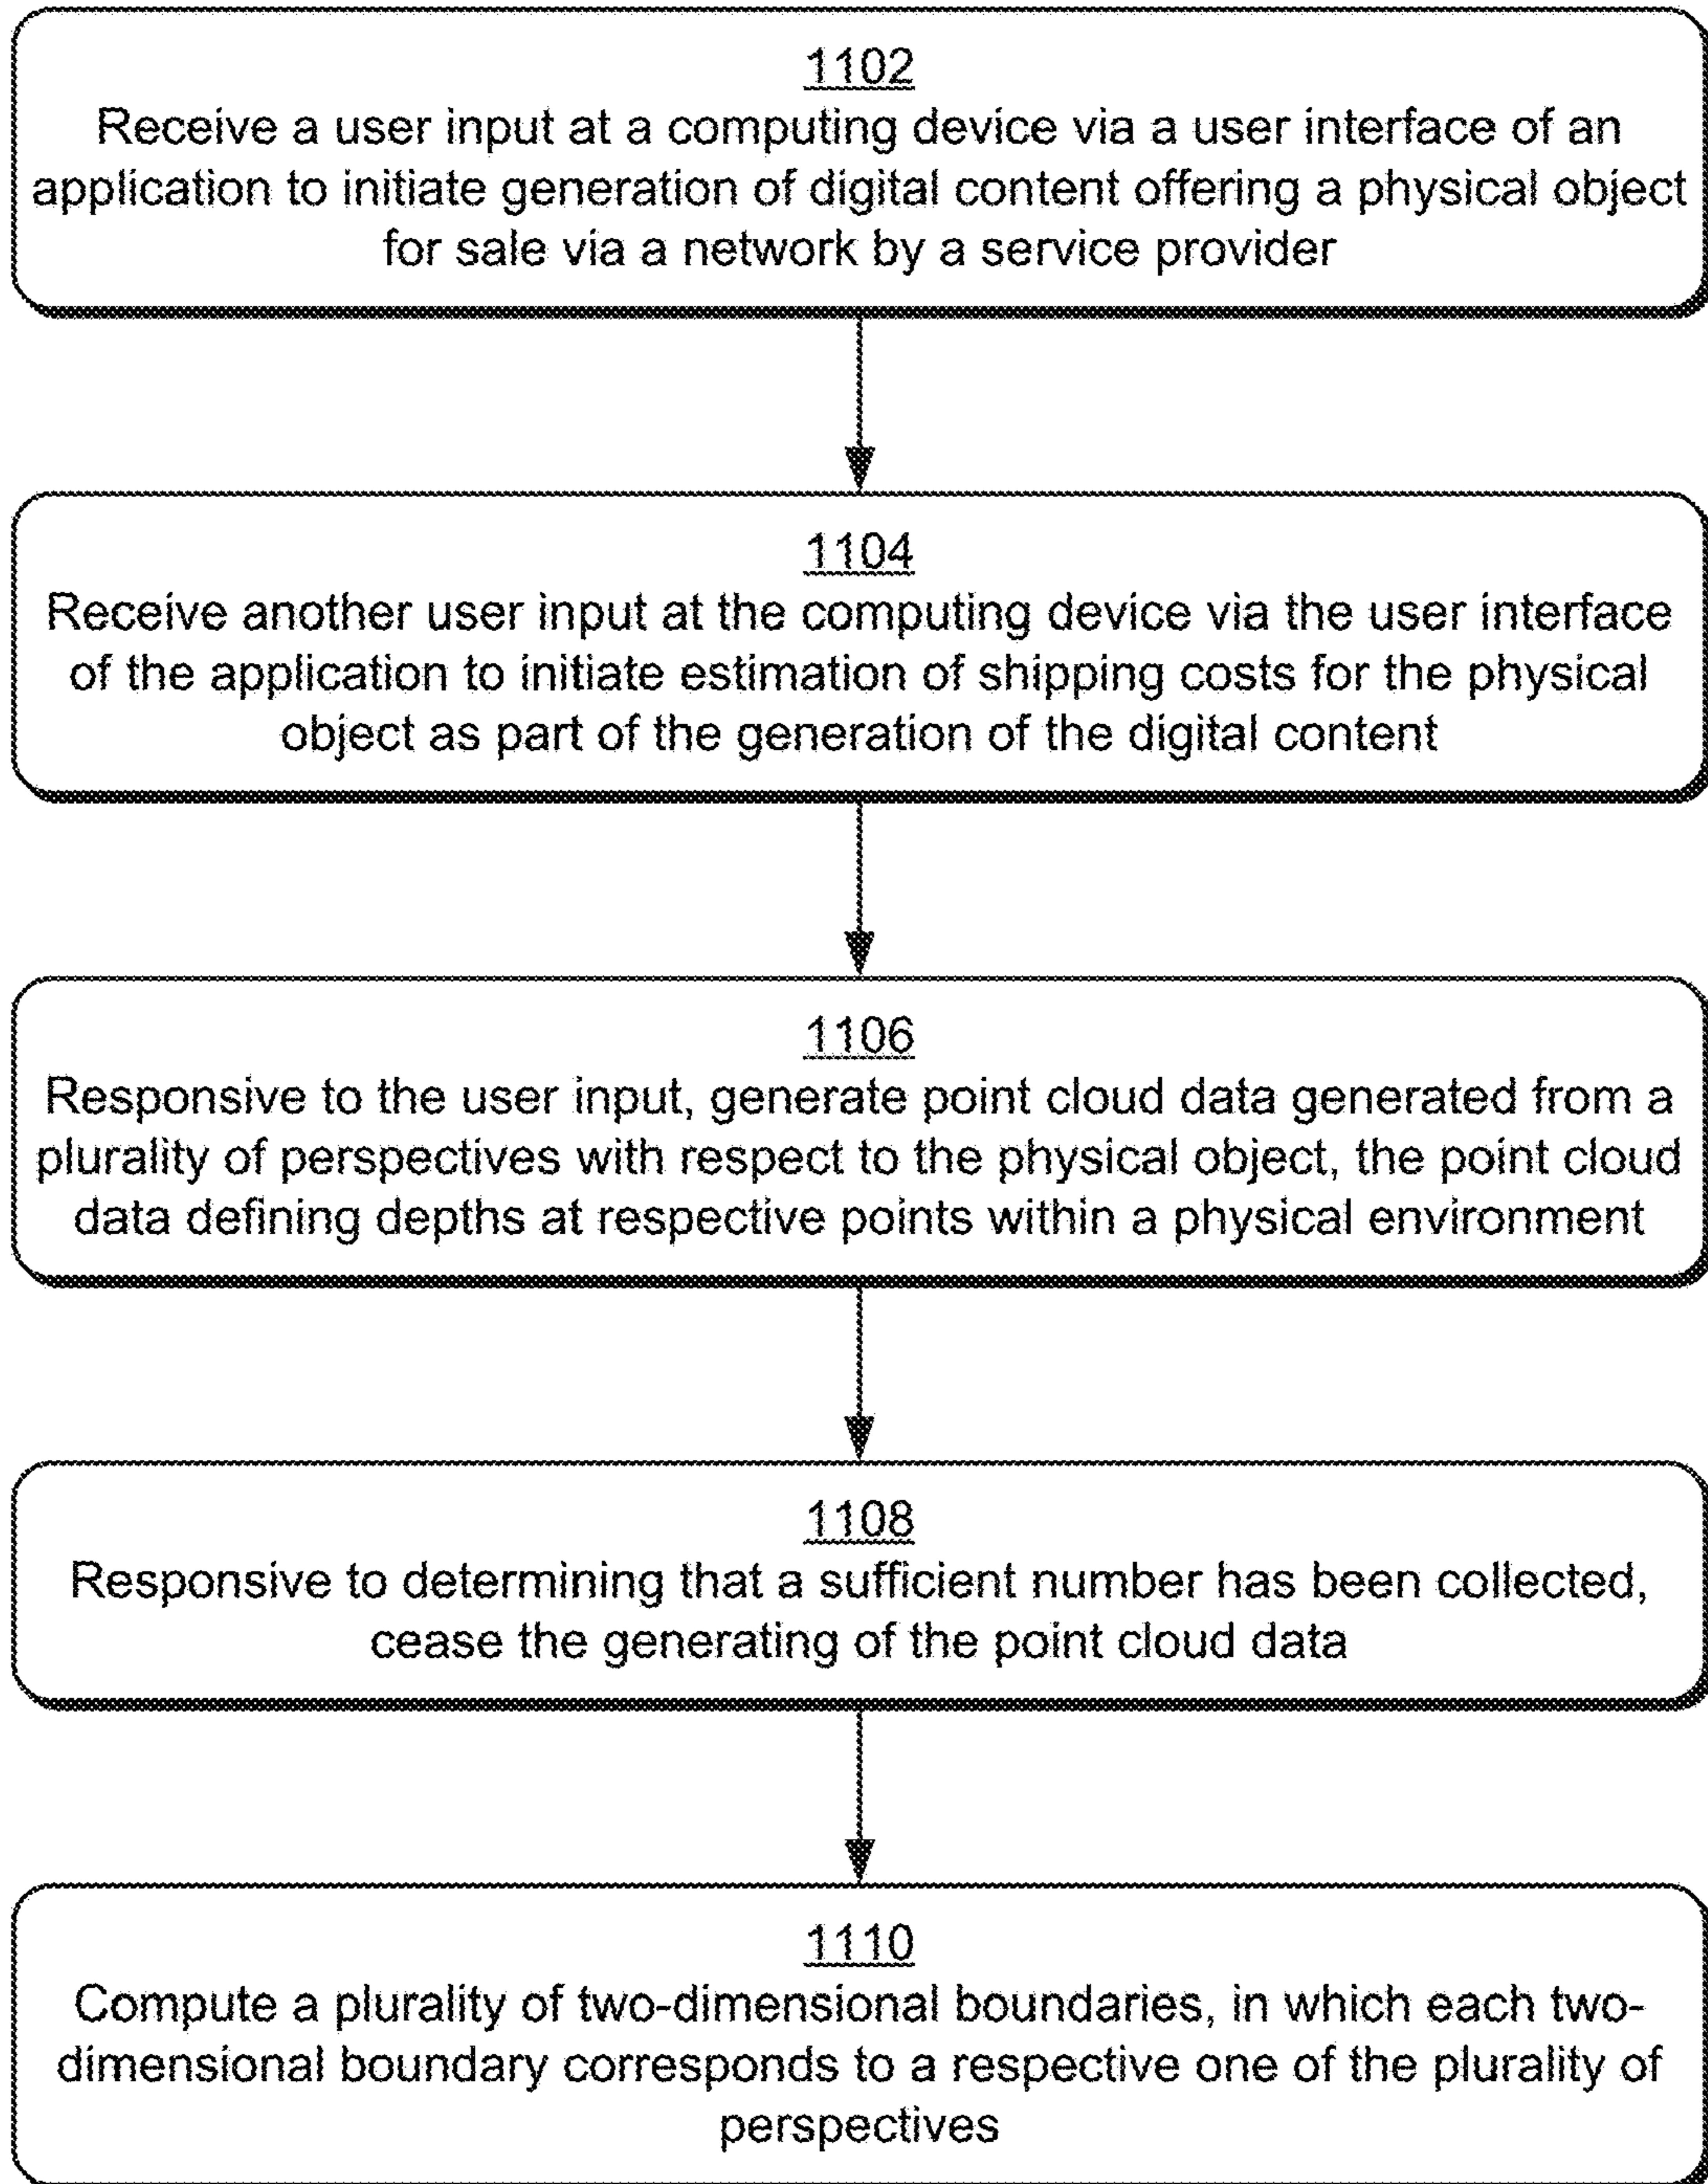 1102
Receive a user input at a computing device via a user interface of an
application to initiate generation of digital content offering a physical object
for sale via a network by a service provider
1104
Receive another user input at the computing device via the user interface
of the application to initiate estimation of shipping costs for the physical
object as part of the generation of the digital content
1106
Responsive to the user input, generate point cloud data generated from a
plurality of perspectives with respect to the physical object, the point cloud
data defining depths at respective points within a physical environment
1108
Responsive to determining that a sufficient number has been collected,
cease the generating of the point cloud data
1110
Compute a plurality of two-dimensional boundaries, in which each two-
dimensional boundary corresponds to a respective one of the plurality of
perspectives